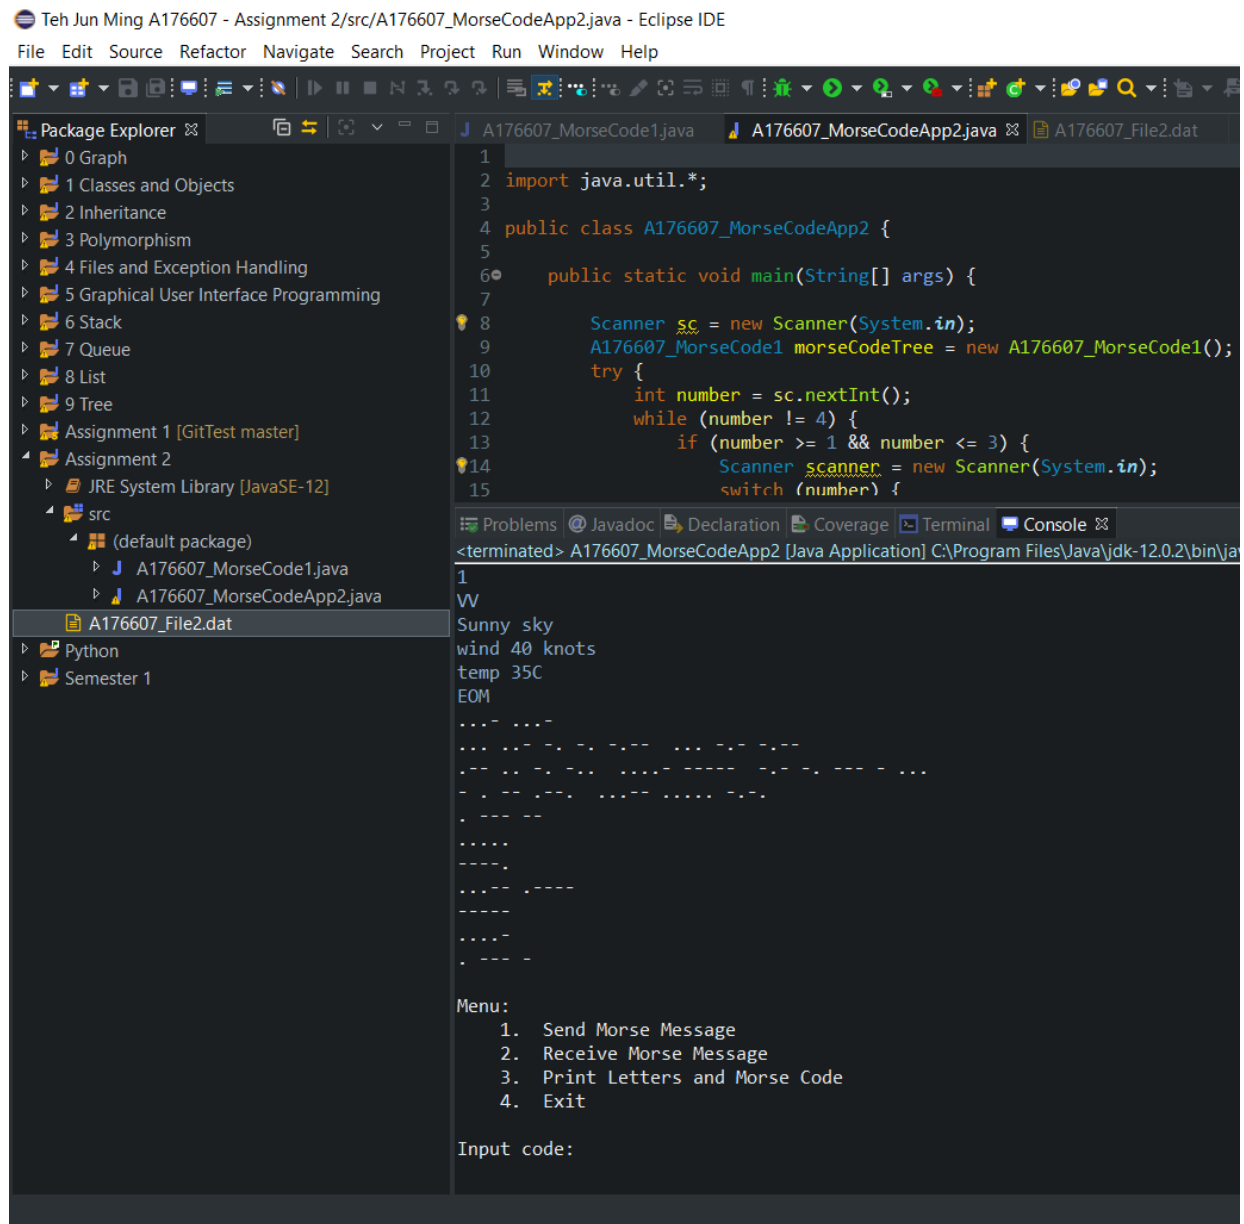 Teh Jun Ming A176607 - Assignment 2/src/A176607_MorseCodeApp2.java - Eclipse IDE
File Edit Source Refactor Navigate Search Project Run Window Help
Package Explorer
0 Graph
1 Classes and Objects
2 Inheritance
3 Polymorphism
4 Files and Exception Handling
5 Graphical User Interface Programming
6 Stack
7 Queue
8 List
9 Tree
Assignment 1 [GitTest master]
Assignment 2
JRE System Library [JavaSE-12]
src
(default package)
A176607_MorseCode1.java
A176607_MorseCodeApp2.java
A176607_File2.dat
Python
Semester 1
A176607_MorseCode1.java A176607_MorseCodeApp2.java A176607_File2.dat
1
2 import java.util.*;
3
4 public class A176607_MorseCodeApp2 {
5
6 public static void main(String[] args) {
7
8 Scanner sc = new Scanner(System.in);
9 A176607_MorseCode1 morseCodeTree = new A176607_MorseCode1();
10 try {
11 int number = sc.nextInt();
12 while (number != 4) {
13 if (number >= 1 && number <= 3) {
14 Scanner scanner = new Scanner(System.in);
15 switch (number) {
Problems @ Javadoc Declaration Coverage Terminal Console
<terminated> A176607_MorseCodeApp2 [Java Application] C:\Program Files\Java\jdk-12.0.2\bin\jav
1
VV
Sunny sky
wind 40 knots
temp 35C
EOM
...- ...-
... ..- -. -. -.--  ... -.- -.--
.-- .. -. -..  ....- -----  -.- -. --- - ...
- . -- .--.  ...-- ..... -.-.
. --- --
.....
----.
...-- .----
-----
....-
. --- -
Menu:
1. Send Morse Message
2. Receive Morse Message
3. Print Letters and Morse Code
4. Exit
Input code: